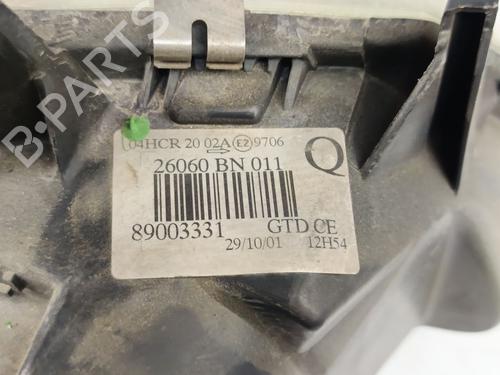 B-PARTS
04HCR 20 02A E2 9706
26060 BN 011 Q
89003331 GTD CE
29/10/01 12H54